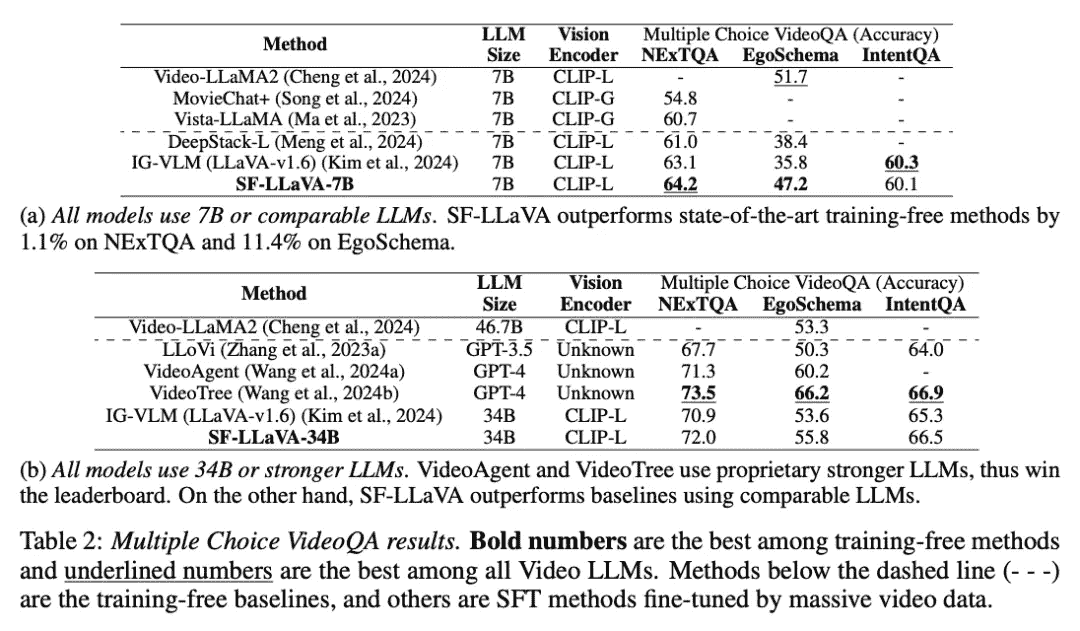 Method LLM Size Vision Encoder Multiple Choice VideoQA (Accuracy)
NExTQA EgoSchema IntentQA
Video-LLaMA2 (Cheng et al., 2024) 7B CLIP-L - 51.7 -
MovieChat+ (Song et al., 2024) 7B CLIP-G 54.8 - -
Vista-LLaMA (Ma et al., 2023) 7B CLIP-G 60.7 - -
DeepStack-L (Meng et al., 2024) 7B CLIP-L 61.0 38.4 -
IG-VLM (LLaVA-v1.6) (Kim et al., 2024) 7B CLIP-L 63.1 35.8 60.3
SF-LLaVA-7B 7B CLIP-L 64.2 47.2 60.1
(a) All models use 7B or comparable LLMs. SF-LLaVA outperforms state-of-the-art training-free methods by
1.1% on NExTQA and 11.4% on EgoSchema.
Method LLM Size Vision Encoder Multiple Choice VideoQA (Accuracy)
NExTQA EgoSchema IntentQA
Video-LLaMA2 (Cheng et al., 2024) 46.7B CLIP-L - 53.3 -
LLoVi (Zhang et al., 2023a) GPT-3.5 Unknown 67.7 50.3 64.0
VideoAgent (Wang et al., 2024a) GPT-4 Unknown 71.3 60.2 -
VideoTree (Wang et al., 2024b) GPT-4 Unknown 73.5 66.2 66.9
IG-VLM (LLaVA-v1.6) (Kim et al., 2024) 34B CLIP-L 70.9 53.6 65.3
SF-LLaVA-34B 34B CLIP-L 72.0 55.8 66.5
(b) All models use 34B or stronger LLMs. VideoAgent and VideoTree use proprietary stronger LLMs, thus win
the leaderboard. On the other hand, SF-LLaVA outperforms baselines using comparable LLMs.
Table 2: Multiple Choice VideoQA results. Bold numbers are the best among training-free methods
and underlined numbers are the best among all Video LLMs. Methods below the dashed line (- - -)
are the training-free baselines, and others are SFT methods fine-tuned by massive video data.